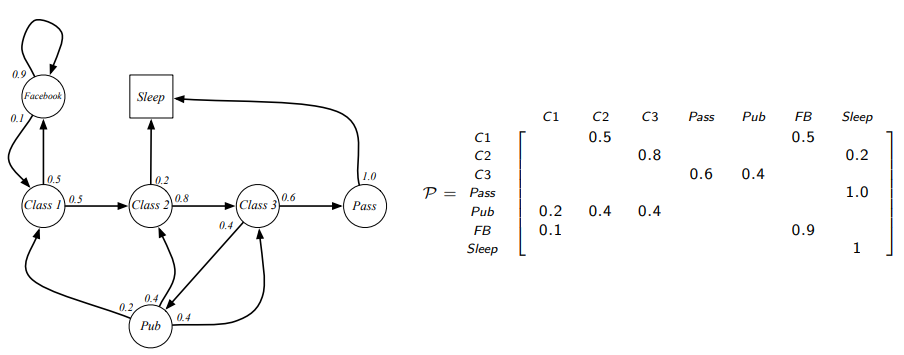 0.9
Facebook
Sleep
0.1
0.5
0.2
1.0
Class 1
0.5
Class 2
0.8
Class 3
0.6
Pass
0.4
0.2
0.4
Pub
0.4
C1 C2 C3 Pass Pub FB Sleep
C1 0.5 0.5
C2 0.8 0.2
C3 0.6 0.4
𝒫 = Pass 1.0
Pub 0.2 0.4 0.4
FB 0.1 0.9
Sleep 1